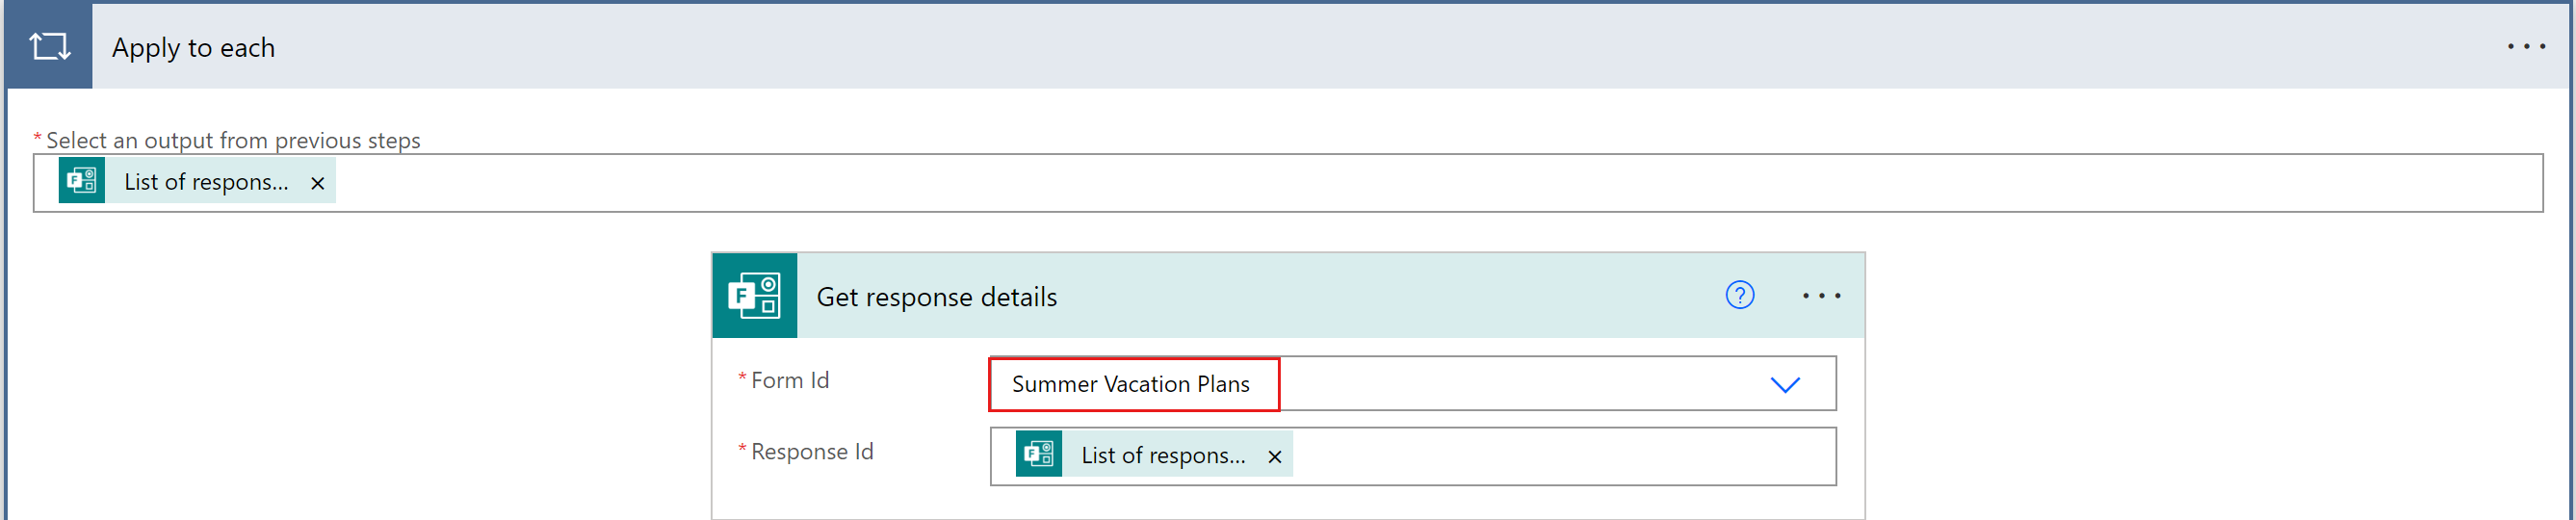 Apply to each
* Select an output from previous steps
F List of respons... ×
F Get response details ? ...
* Form Id Summer Vacation Plans
* Response Id F List of respons... ×